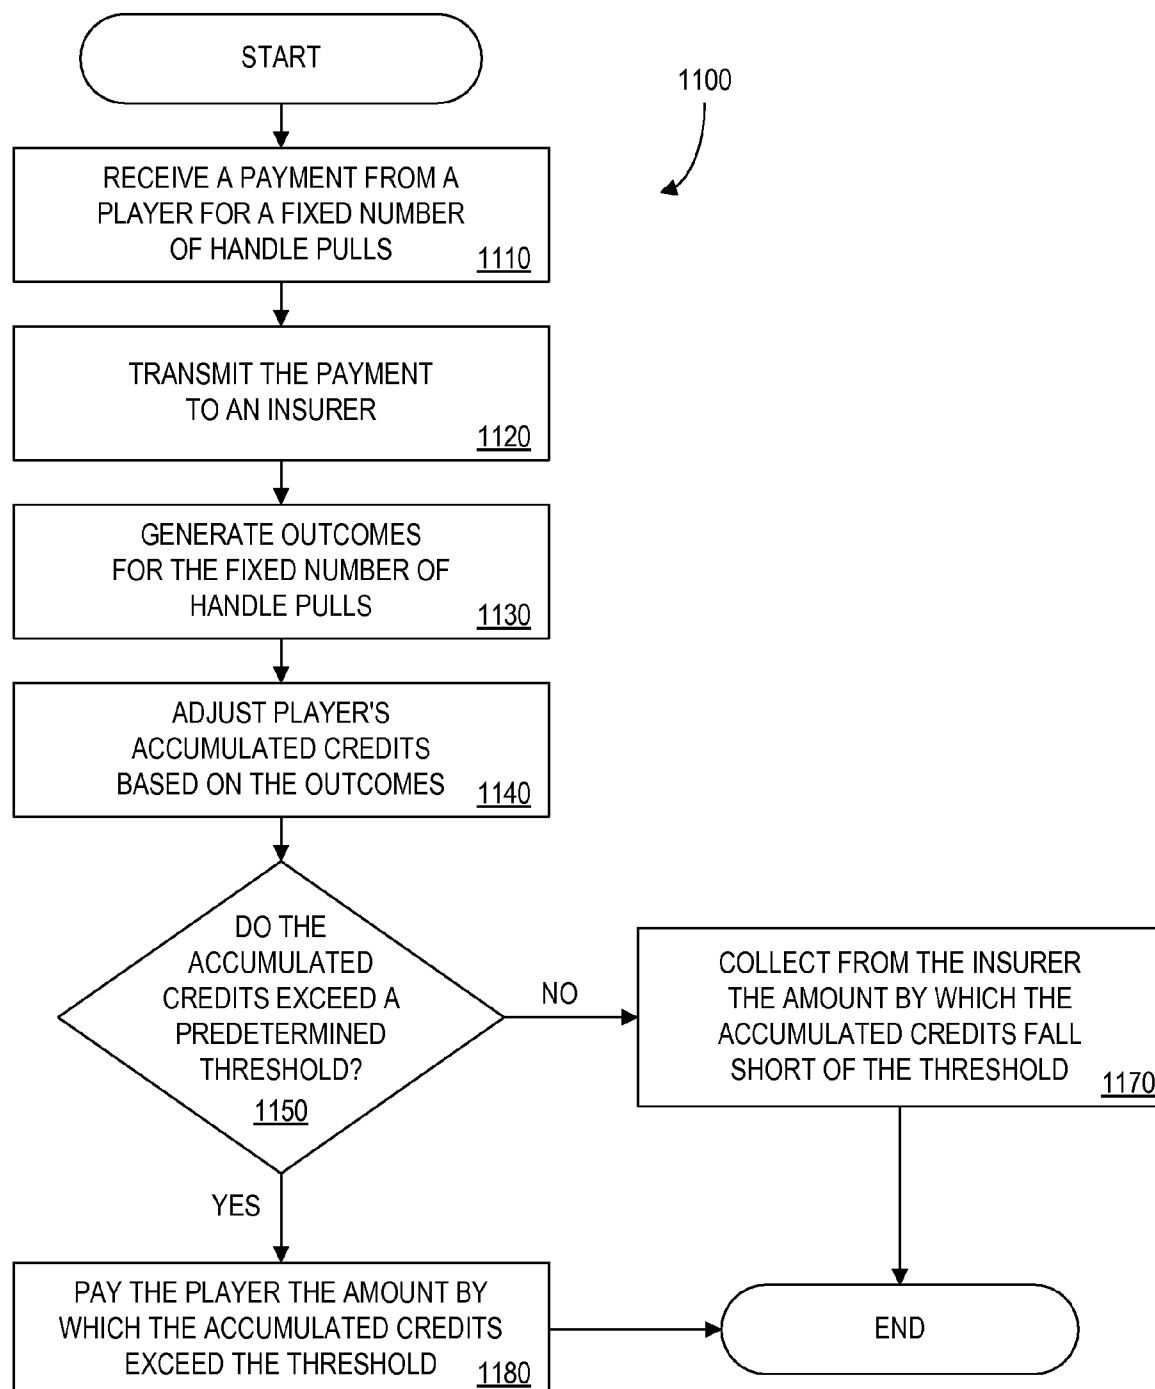 START
1100
RECEIVE A PAYMENT FROM A
PLAYER FOR A FIXED NUMBER
OF HANDLE PULLS
1110
TRANSMIT THE PAYMENT
TO AN INSURER
1120
GENERATE OUTCOMES
FOR THE FIXED NUMBER OF
HANDLE PULLS
1130
ADJUST PLAYER'S
ACCUMULATED CREDITS
BASED ON THE OUTCOMES
1140
DO THE
ACCUMULATED
CREDITS EXCEED A
PREDETERMINED
THRESHOLD?
1150
NO
COLLECT FROM THE INSURER
THE AMOUNT BY WHICH THE
ACCUMULATED CREDITS FALL
SHORT OF THE THRESHOLD
1170
YES
PAY THE PLAYER THE AMOUNT BY
WHICH THE ACCUMULATED CREDITS
EXCEED THE THRESHOLD
1180
END